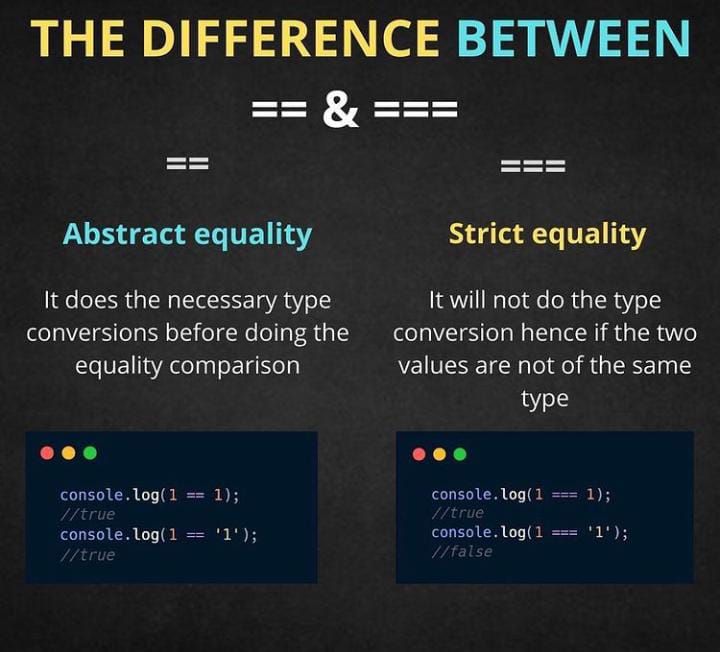 THE DIFFERENCE BETWEEN
== & ===
==
Abstract equality
It does the necessary type
conversions before doing the
equality comparison
console.log(1 == 1);
//true
console.log(1 == '1');
//true
===
Strict equality
It will not do the type
conversion hence if the two
values are not of the same
type
console.log(1 === 1);
//true
console.log(1 === '1');
//false